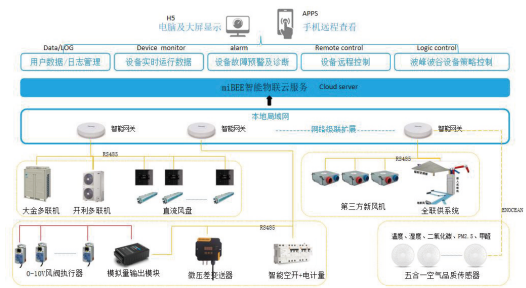 H5
电脑及大屏显示
APPS
手机远程查看
Data/LOG
Device monitor
alarm
Remote control
Logic control
用户数据/日志管理
设备实时运行数据
设备故障预警及诊断
设备远程控制
波峰波谷设备策略控制
miBEE智能物联云服务 Cloud server
本地局域网
智能网关
智能网关
网络级联扩展
智能网关
RS485
RS485
大金多联机
开利多联机
直流风盘
第三方新风机
全联供系统
ENOCEAN
RS485
0-10V风阀执行器
模拟量输出模块
微压差变送器
智能空开+电计量
温度、湿度、二氧化碳、PM2.5、甲醛
五合一空气品质传感器